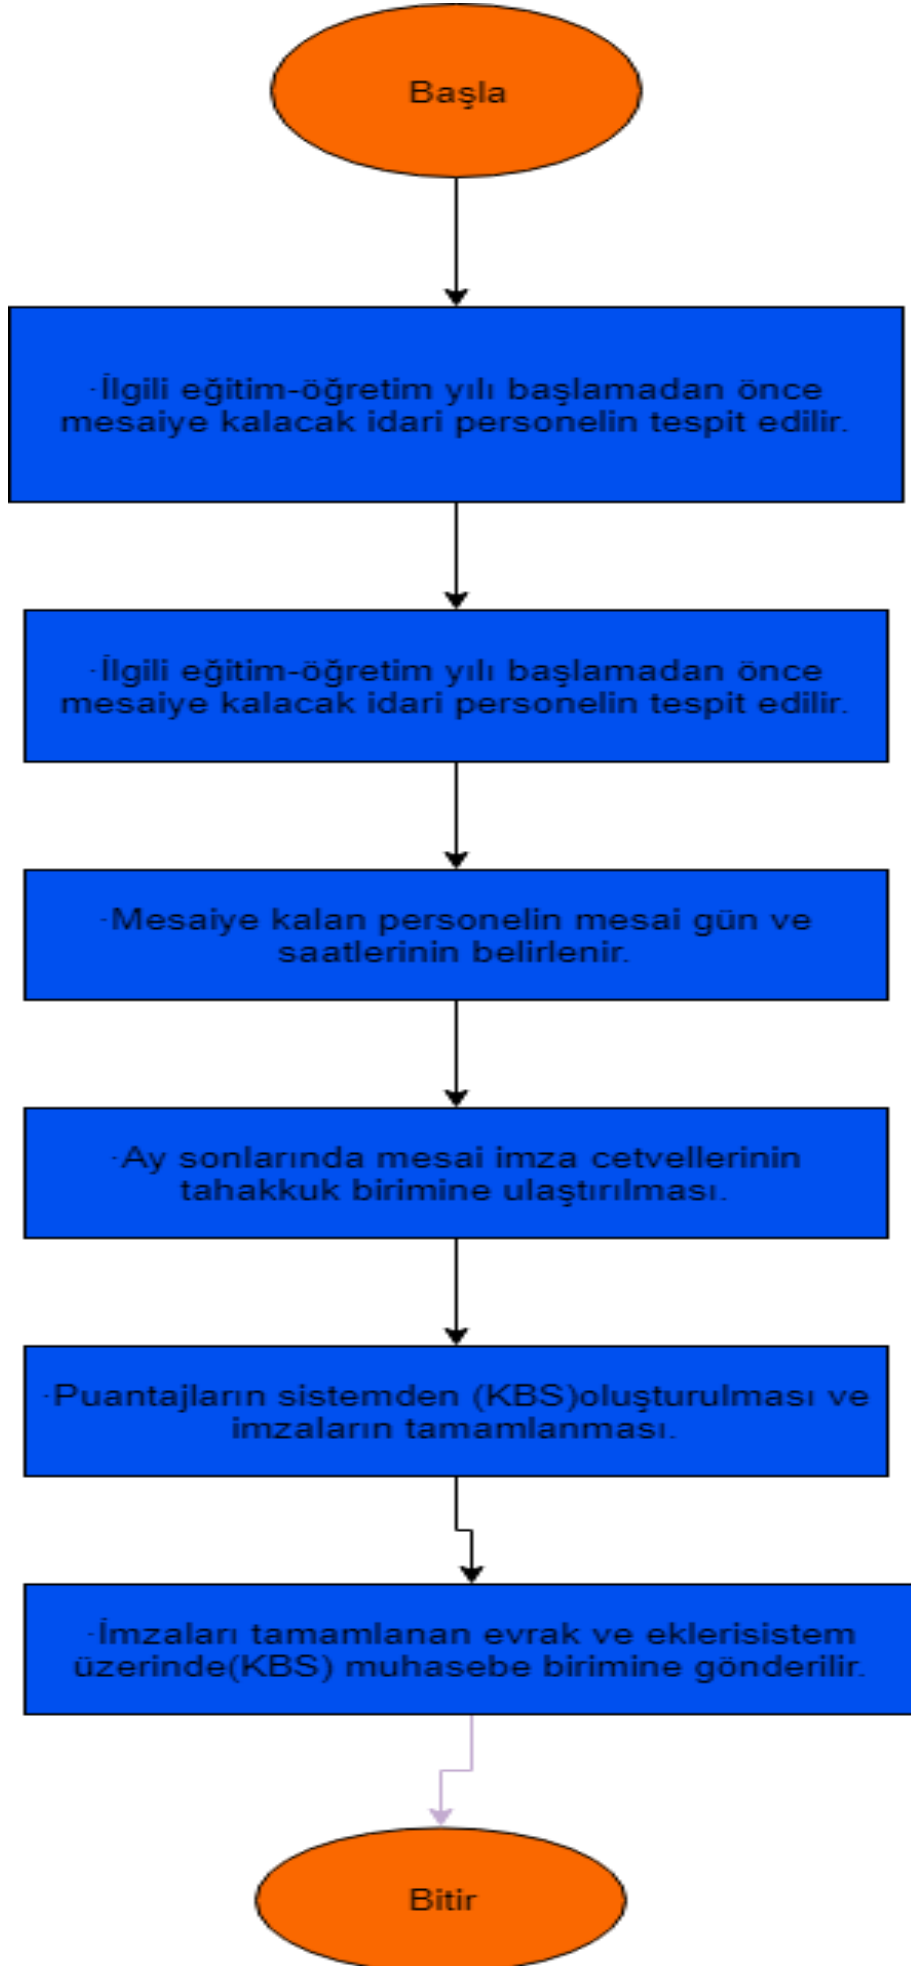 Başla
·İlgili eğitim-öğretim yılı başlamadan önce
mesaiye kalacak idari personelin tespit edilir.
·İlgili eğitim-öğretim yılı başlamadan önce
mesaiye kalacak idari personelin tespit edilir.
·Mesaiye kalan personelin mesai gün ve
saatlerinin belirlenir.
·Ay sonlarında mesai imza cetvellerinin
tahakkuk birimine ulaştırılması.
·Puantajların sistemden (KBS)oluşturulması ve
imzaların tamamlanması.
·İmzaları tamamlanan evrak ve eklerisistem
üzerinde(KBS) muhasebe birimine gönderilir.
Bitir